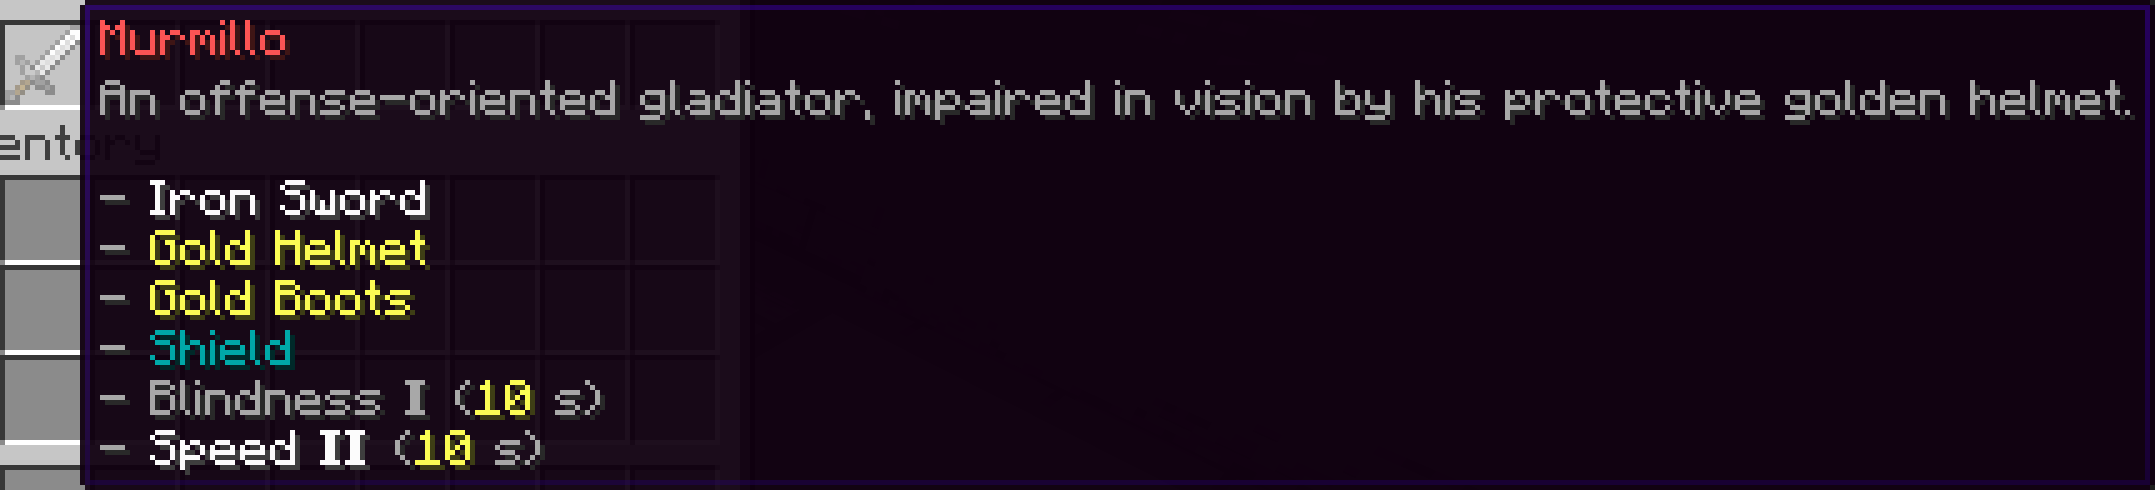 Murmillo
An offense-oriented gladiator, impaired in vision by his protective golden helmet.
entory
- Iron Sword
- Gold Helmet
- Gold Boots
- Shield
- Blindness I (10 s)
- Speed II (10 s)